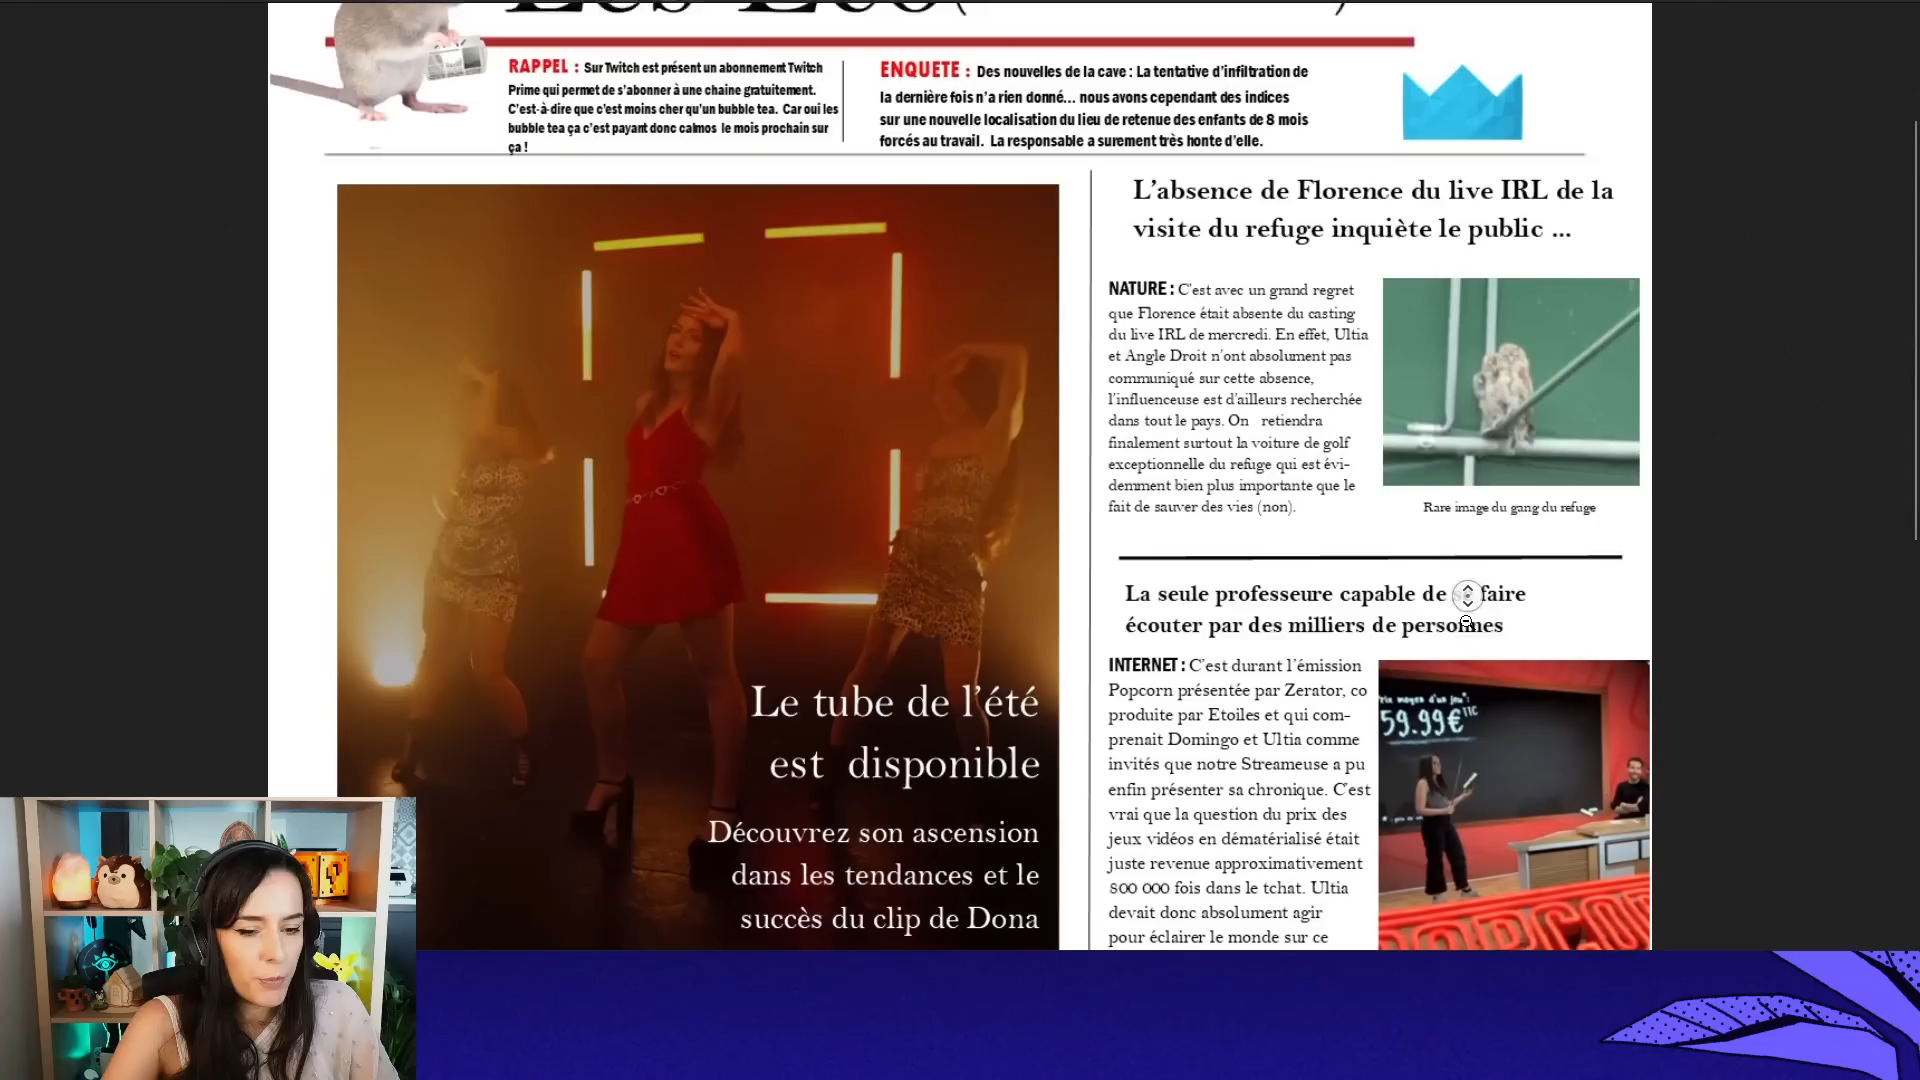 RAPPEL : Sur Twitch est présent un abonnement Twitch
Prime qui permet de s'abonner à une chaine gratuitement.
C'est-à-dire que c'est moins cher qu'un bubble tea. Car oui les
bubble tea ça c'est payant donc calmos le mois prochain sur
ça !
ENQUETE : Des nouvelles de la cave : La tentative d'infiltration de
la dernière fois n'a rien donné... nous avons cependant des indices
sur une nouvelle localisation du lieu de retenue des enfants de 8 mois
forcés au travail. La responsable a surement très honte d'elle.
Le tube de l'été
est disponible
Découvrez son ascension
dans les tendances et le
succès du clip de Dona
L'absence de Florence du live IRL de la
visite du refuge inquiète le public ...
NATURE : C'est avec un grand regret
que Florence était absente du casting
du live IRL de mercredi. En effet, Ultia
et Angle Droit n'ont absolument pas
communiqué sur cette absence,
l'influenceuse est d'ailleurs recherchée
dans tout le pays. On retiendra
finalement surtout la voiture de golf
exceptionnelle du refuge qui est évi-
demment bien plus importante que le
fait de sauver des vies (non).
Rare image du gang du refuge
La seule professeure capable de faire
écouter par des milliers de personnes
INTERNET : C'est durant l'émission
Popcorn présentée par Zerator, co
produite par Etoiles et qui com-
prenait Domingo et Ultia comme
invités que notre Streameuse a pu
enfin présenter sa chronique. C'est
vrai que la question du prix des
jeux vidéos en dématérialisé était
juste revenue approximativement
800 000 fois dans le tchat. Ultia
devait donc absolument agir
pour éclairer le monde sur ce
prix moyen d'un jeu
59.99€ TTC
POPCO